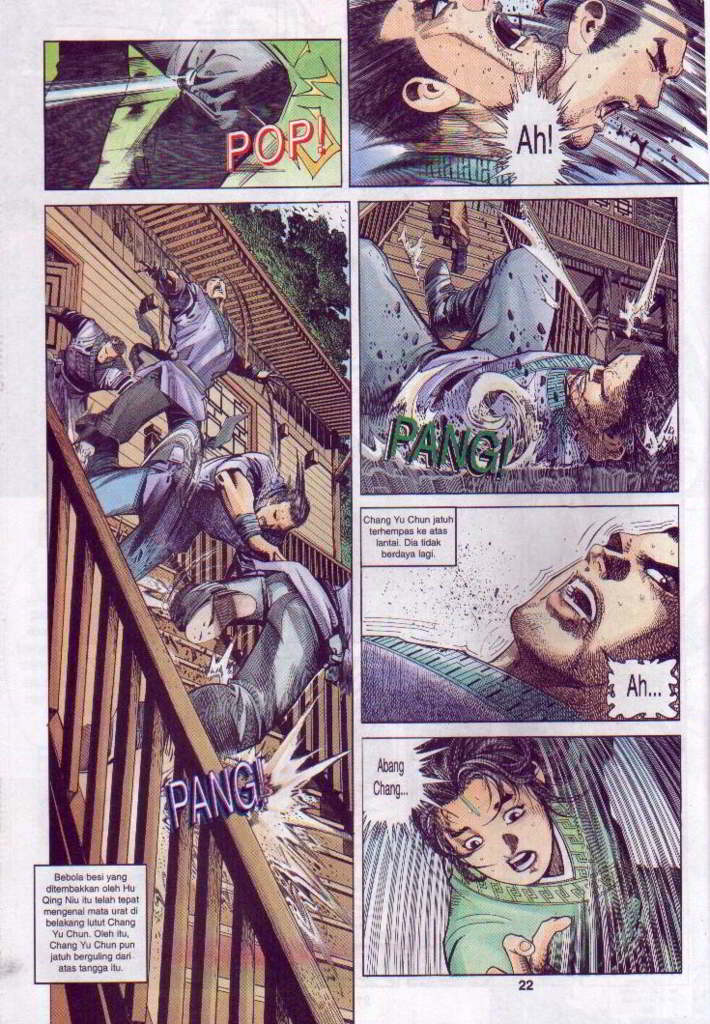 POP!
Ah!
PANG!
Bebola besi yang
ditembakkan oleh Hu
Qing Niu itu telah tepat
mengenai mata urat di
belakang lutut Chang
Yu Chun. Oleh itu,
Chang Yu Chun pun
jatuh berguling dari
atas tangga itu.
PANG!
Chang Yu Chun jatuh
terhempas ke atas
lantai. Dia tidak
berdaya lagi.
Ah...
Abang
Chang...
22